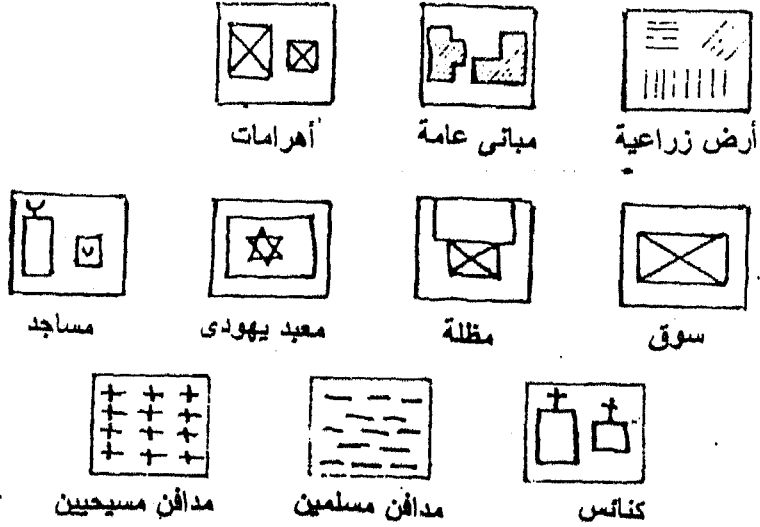 أرض زراعية مبانى عامة أهرامات
سوق مظلة معبد يهودى مساجد
كنائس مدافن مسلمين مدافن مسيحيين